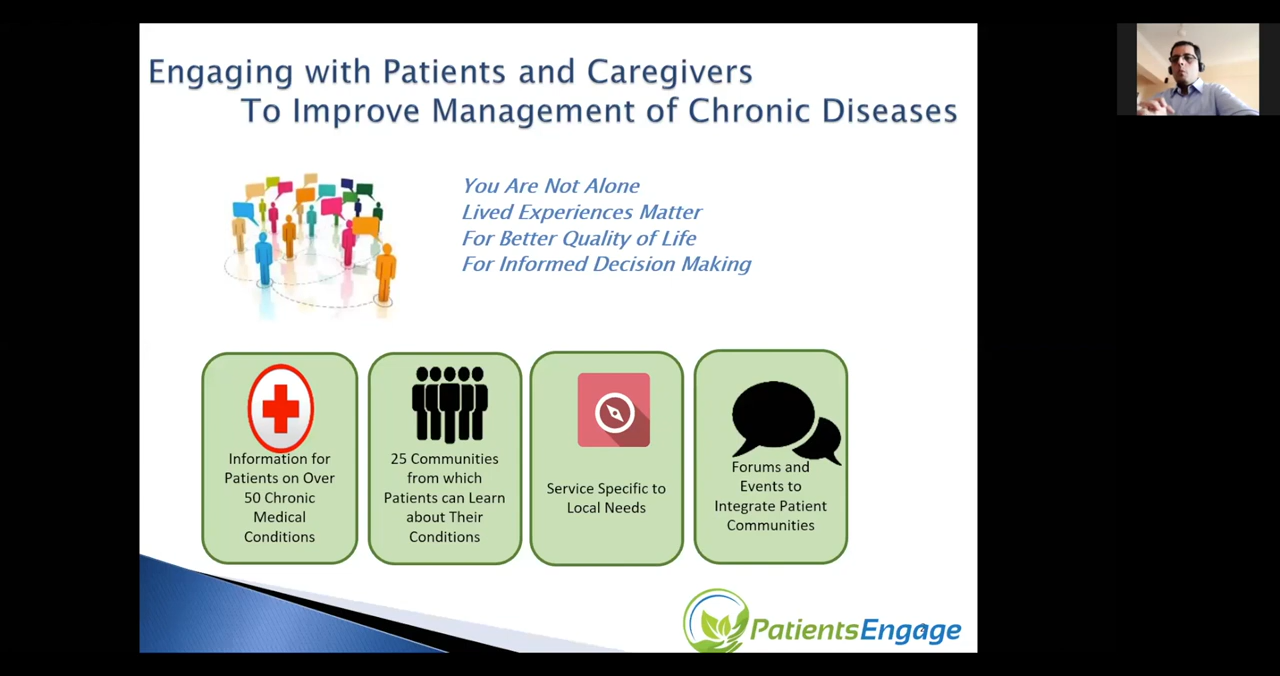 Engaging with Patients and Caregivers
To Improve Management of Chronic Diseases
You Are Not Alone
Lived Experiences Matter
For Better Quality of Life
For Informed Decision Making
Information for
Patients on Over
50 Chronic
Medical
Conditions
25 Communities
from which
Patients can Learn
about Their
Conditions
Service Specific to
Local Needs
Forums and
Events to
Integrate Patient
Communities
PatientsEngage